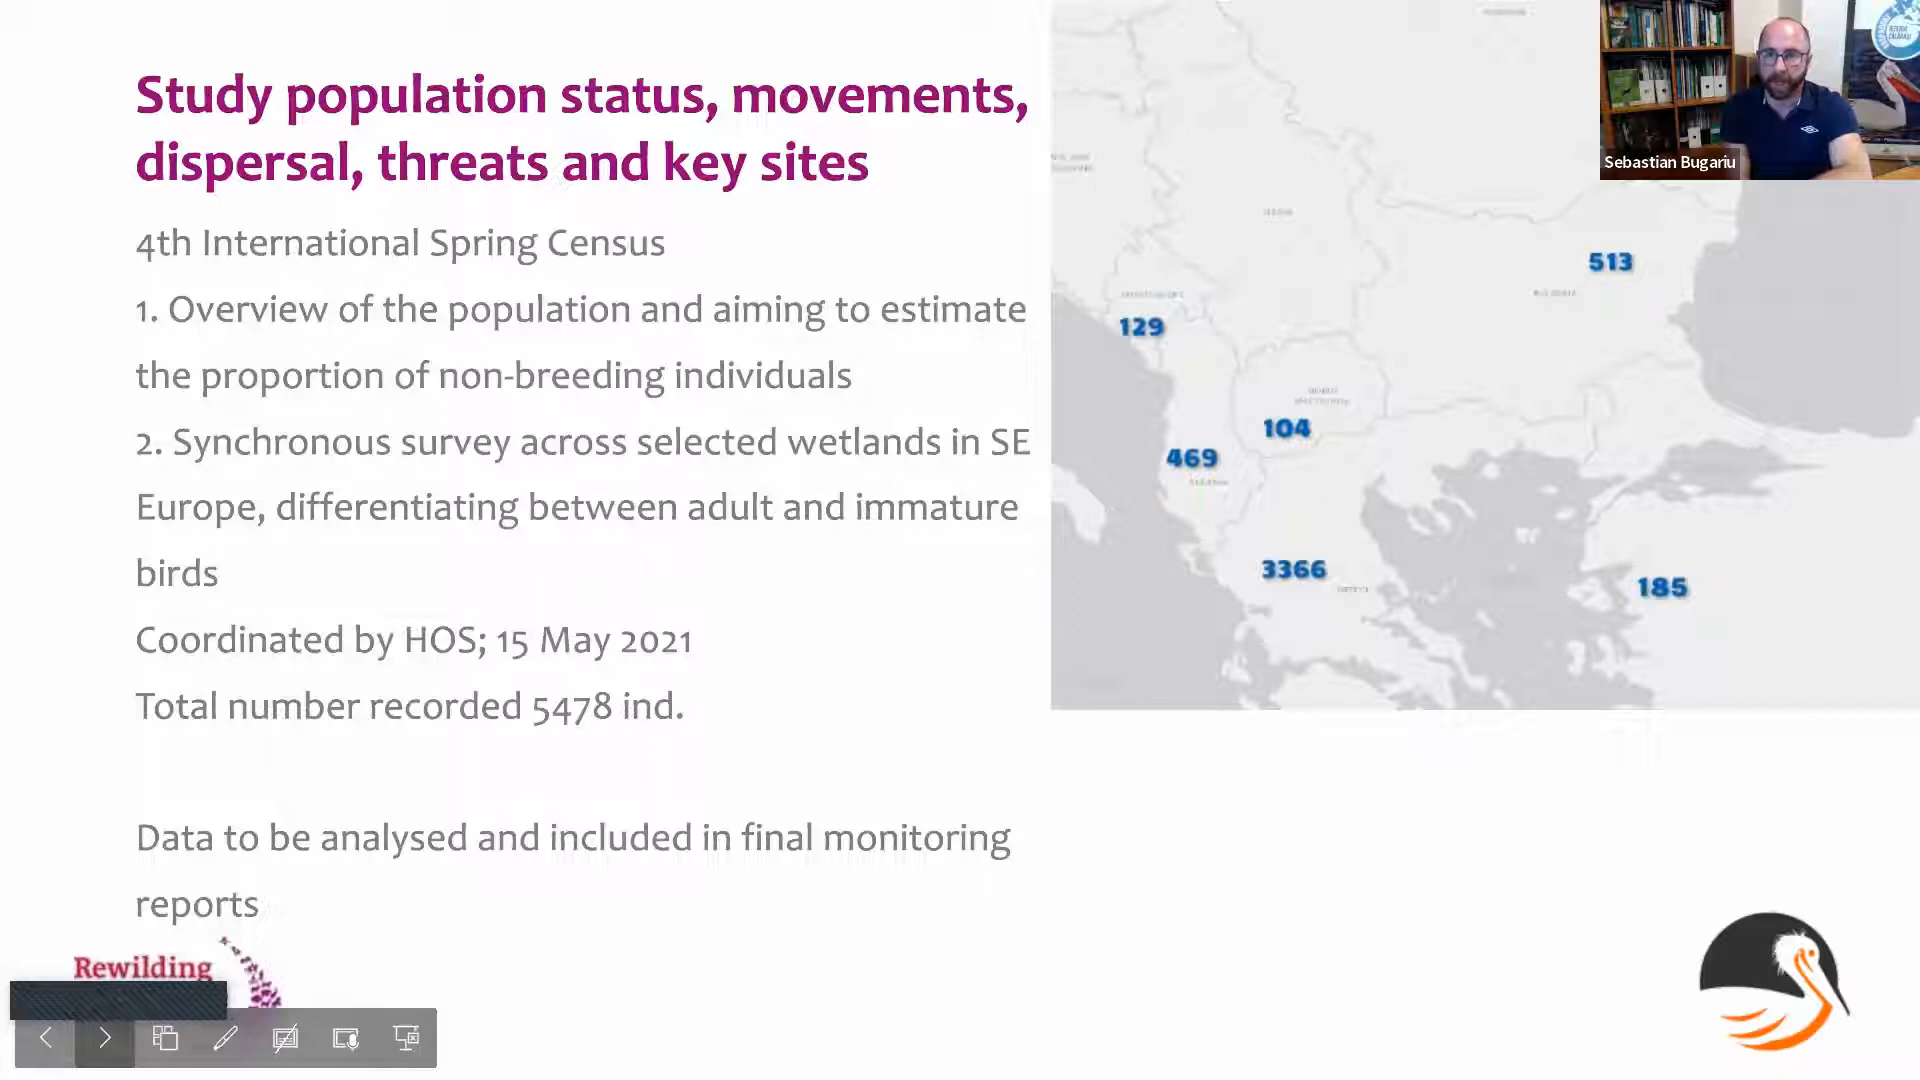 Study population status, movements,
dispersal, threats and key sites
4th International Spring Census
1. Overview of the population and aiming to estimate
the proportion of non-breeding individuals
2. Synchronous survey across selected wetlands in SE
Europe, differentiating between adult and immature
birds
Coordinated by HOS; 15 May 2021
Total number recorded 5478 ind.
Data to be analysed and included in final monitoring
reports
Rewilding
Sebastian Bugariu
513
129
104
469
3366
185